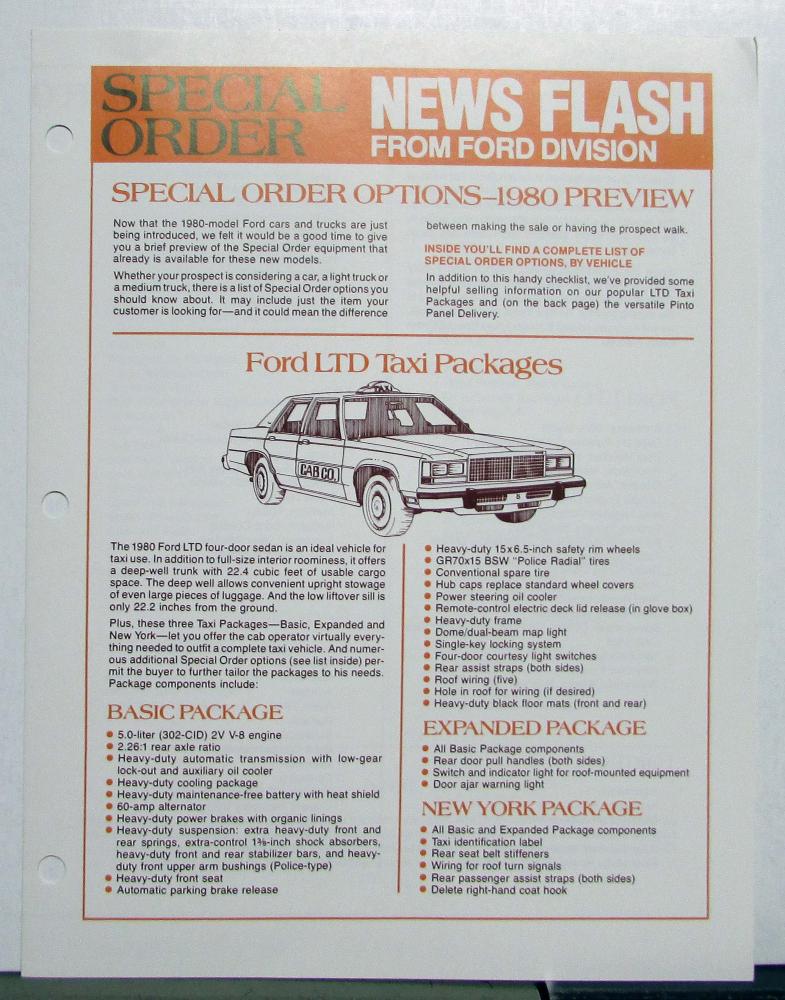 SPECIAL
ORDER
NEWS FLASH
FROM FORD DIVISION
SPECIAL ORDER OPTIONS–1980 PREVIEW
Now that the 1980-model Ford cars and trucks are just
being introduced, we felt it would be a good time to give
you a brief preview of the Special Order equipment that
already is available for these new models.
Whether your prospect is considering a car, a light truck or
a medium truck, there is a list of Special Order options you
should know about. It may include just the item your
customer is looking for—and it could mean the difference
between making the sale or having the prospect walk.
INSIDE YOU'LL FIND A COMPLETE LIST OF
SPECIAL ORDER OPTIONS, BY VEHICLE
In addition to this handy checklist, we've provided some
helpful selling information on our popular LTD Taxi
Packages and (on the back page) the versatile Pinto
Panel Delivery.
Ford LTD Taxi Packages
TAXI
CAB CO.
The 1980 Ford LTD four-door sedan is an ideal vehicle for
taxi use. In addition to full-size interior roominess, it offers
a deep-well trunk with 22.4 cubic feet of usable cargo
space. The deep well allows convenient upright stowage
of even large pieces of luggage. And the low liftover sill is
only 22.2 inches from the ground.
Plus, these three Taxi Packages—Basic, Expanded and
New York—let you offer the cab operator virtually every-
thing needed to outfit a complete taxi vehicle. And numer-
ous additional Special Order options (see list inside) per-
mit the buyer to further tailor the packages to his needs.
Package components include:
BASIC PACKAGE
● 5.0-liter (302-CID) 2V V-8 engine
● 2.26:1 rear axle ratio
● Heavy-duty automatic transmission with low-gear
lock-out and auxiliary oil cooler
● Heavy-duty cooling package
● Heavy-duty maintenance-free battery with heat shield
● 60-amp alternator
● Heavy-duty power brakes with organic linings
● Heavy-duty suspension: extra heavy-duty front and
rear springs, extra-control 1⅜-inch shock absorbers,
heavy-duty front and rear stabilizer bars, and heavy-
duty front upper arm bushings (Police-type)
● Heavy-duty front seat
● Automatic parking brake release
● Heavy-duty 15x6.5-inch safety rim wheels
● GR70x15 BSW "Police Radial" tires
● Conventional spare tire
● Hub caps replace standard wheel covers
● Power steering oil cooler
● Remote-control electric deck lid release (in glove box)
● Heavy-duty frame
● Dome/dual-beam map light
● Single-key locking system
● Four-door courtesy light switches
● Rear assist straps (both sides)
● Roof wiring (five)
● Hole in roof for wiring (if desired)
● Heavy-duty black floor mats (front and rear)
EXPANDED PACKAGE
● All Basic Package components
● Rear door pull handles (both sides)
● Switch and indicator light for roof-mounted equipment
● Door ajar warning light
NEW YORK PACKAGE
● All Basic and Expanded Package components
● Taxi identification label
● Rear seat belt stiffeners
● Wiring for roof turn signals
● Rear passenger assist straps (both sides)
● Delete right-hand coat hook